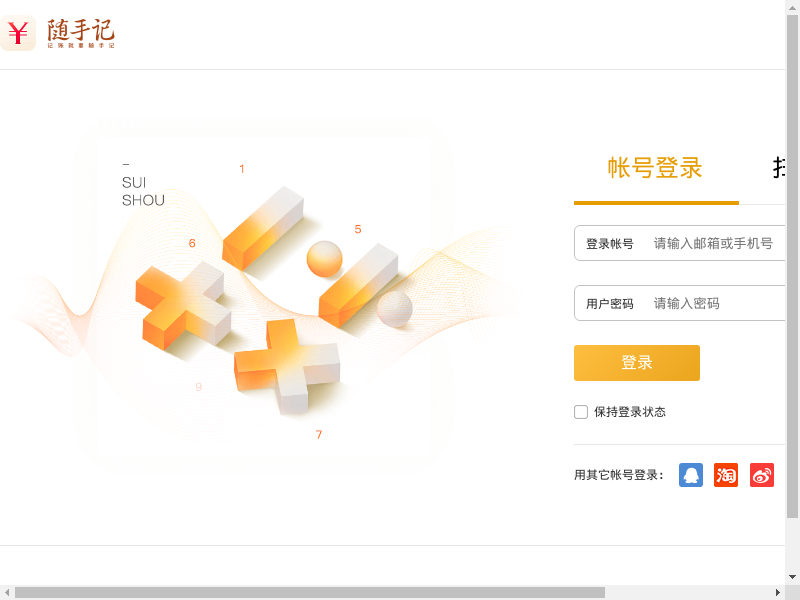 随手记
记账就要随手记
帐号登录
SUI
SHOU
1
5
6
9
7
登录帐号 请输入邮箱或手机号
用户密码 请输入密码
登录
保持登录状态
用其它帐号登录:
淘